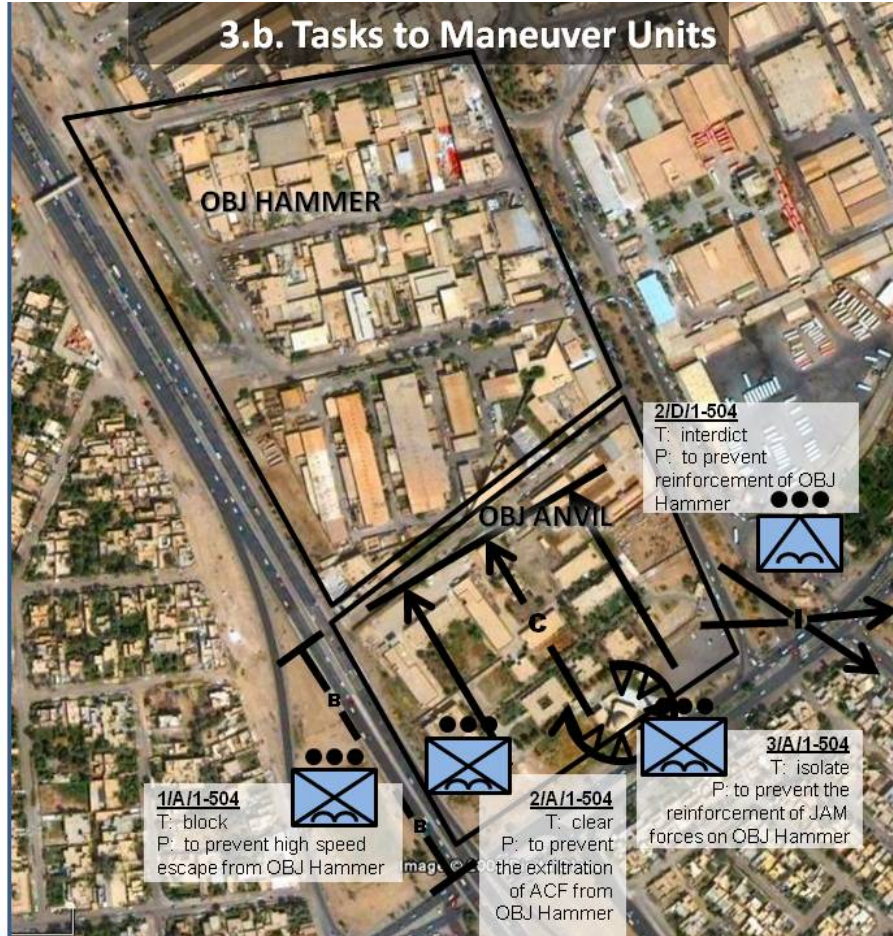 3.b. Tasks to Maneuver Units
OBJ HAMMER
2/D/1-504
T: interdict
P: to prevent
reinforcement of OBJ
Hammer
OBJ ANVIL
I
C
B
B
1/A/1-504
T: block
P: to prevent high speed
escape from OBJ Hammer
2/A/1-504
T: clear
P: to prevent
the exfiltration
of ACF from
OBJ Hammer
3/A/1-504
T: isolate
P: to prevent the
reinforcement of JAM
forces on OBJ Hammer
Image ©